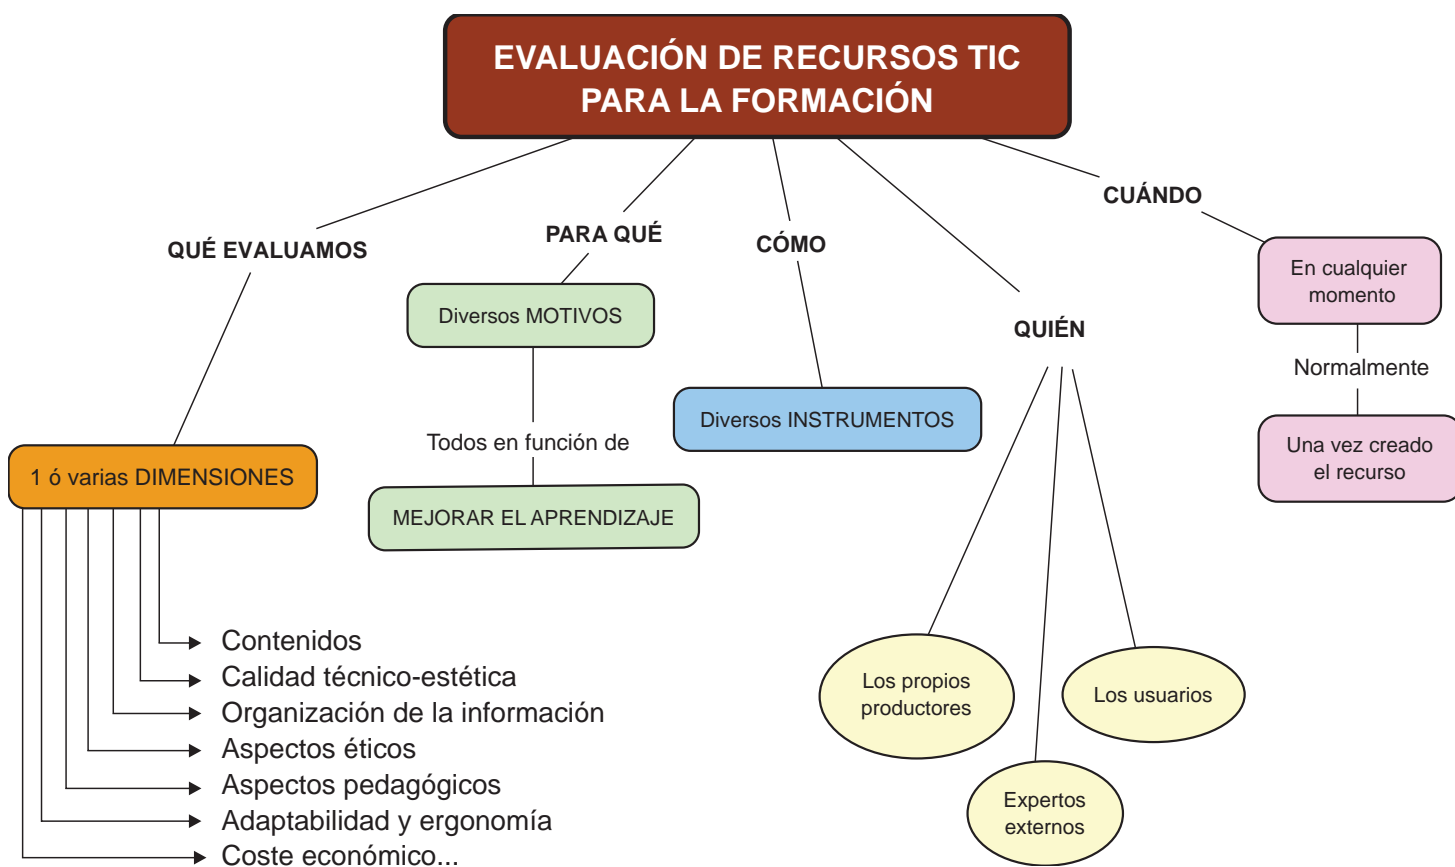 EVALUACIÓN DE RECURSOS TIC
PARA LA FORMACIÓN
QUÉ EVALUAMOS
1 ó varias DIMENSIONES
Contenidos
Calidad técnico-estética
Organización de la información
Aspectos éticos
Aspectos pedagógicos
Adaptabilidad y ergonomía
Coste económico...
PARA QUÉ
Diversos MOTIVOS
Todos en función de
MEJORAR EL APRENDIZAJE
CÓMO
Diversos INSTRUMENTOS
QUIÉN
Los propios
productores
Expertos
externos
Los usuarios
CUÁNDO
En cualquier
momento
Normalmente
Una vez creado
el recurso